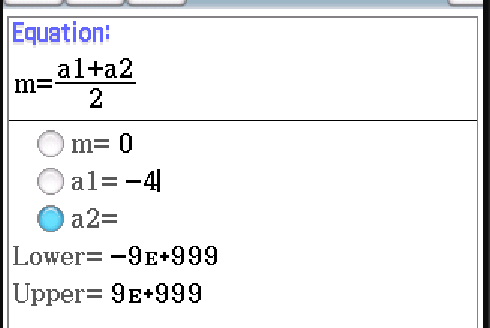 Equation:
m=a1+a2/2
m= 0
a1= -4
a2=
Lower= -9E+999
Upper= 9E+999